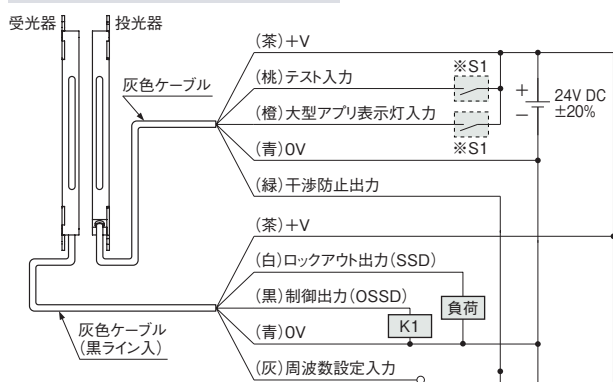 受光器
投光器
灰色ケーブル
(茶)+V
(桃)テスト入力
※S1
(橙)大型アプリ表示灯入力
※S1
+
−
24V DC
±20%
(青)0V
(緑)干渉防止出力
(茶)+V
(白)ロックアウト出力(SSD)
(黒)制御出力(OSSD)
K1
負荷
(青)0V
(灰)周波数設定入力
灰色ケーブル
(黒ライン入)